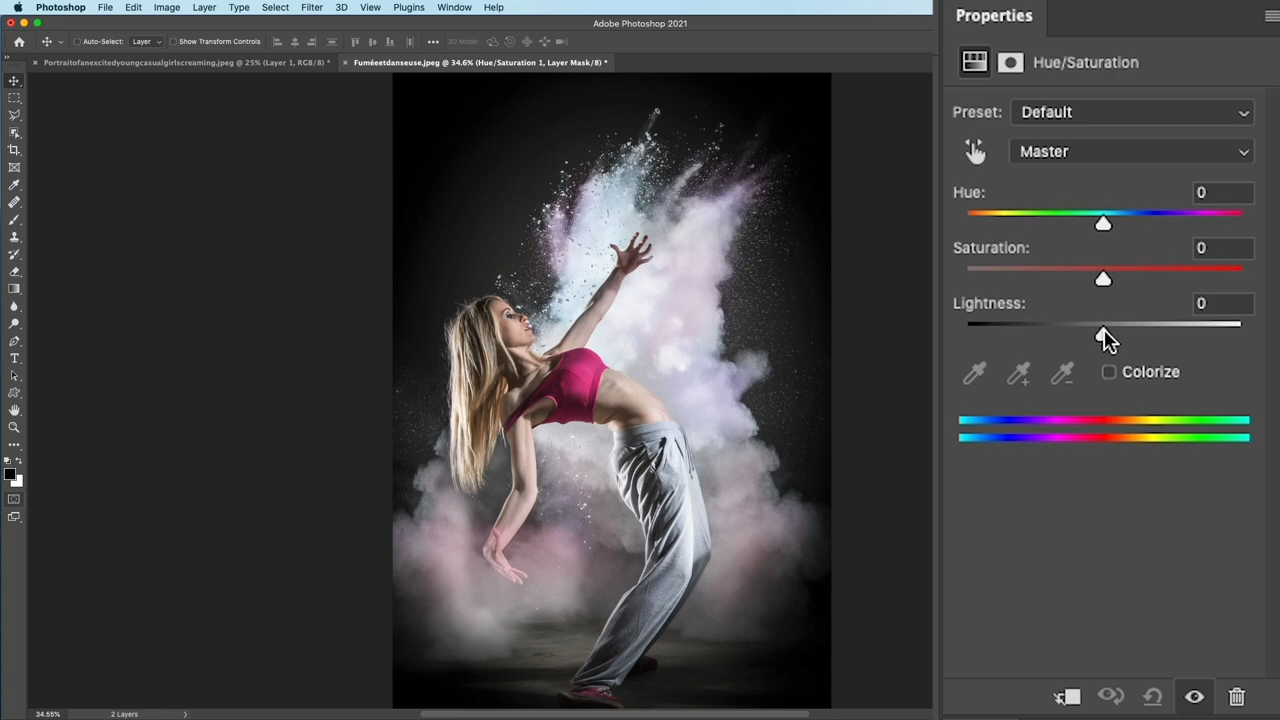 Photoshop File Edit Image Layer Type Select Filter 3D View Plugins Window Help
Adobe Photoshop 2021
Auto-Select: Layer Show Transform Controls 3D Mode:
Portraitofanexcitedyoungcasualgirlscreaming.jpeg @ 25% (Layer 1, RGB/8) *
Fuméeetdanseuse.jpeg @ 34.6% (Hue/Saturation 1, Layer Mask/8) *
Properties
Hue/Saturation
Preset: Default
Master
Hue: 0
Saturation: 0
Lightness: 0
Colorize
34.55% 2 Layers